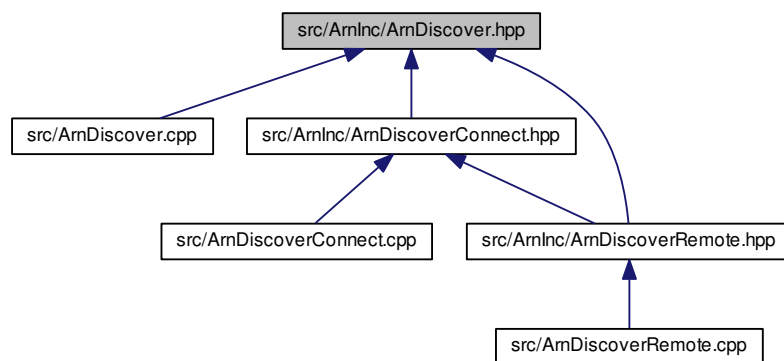 src/ArnInc/ArnDiscover.hpp
src/ArnDiscover.cpp
src/ArnInc/ArnDiscoverConnect.hpp
src/ArnDiscoverConnect.cpp
src/ArnInc/ArnDiscoverRemote.hpp
src/ArnDiscoverRemote.cpp